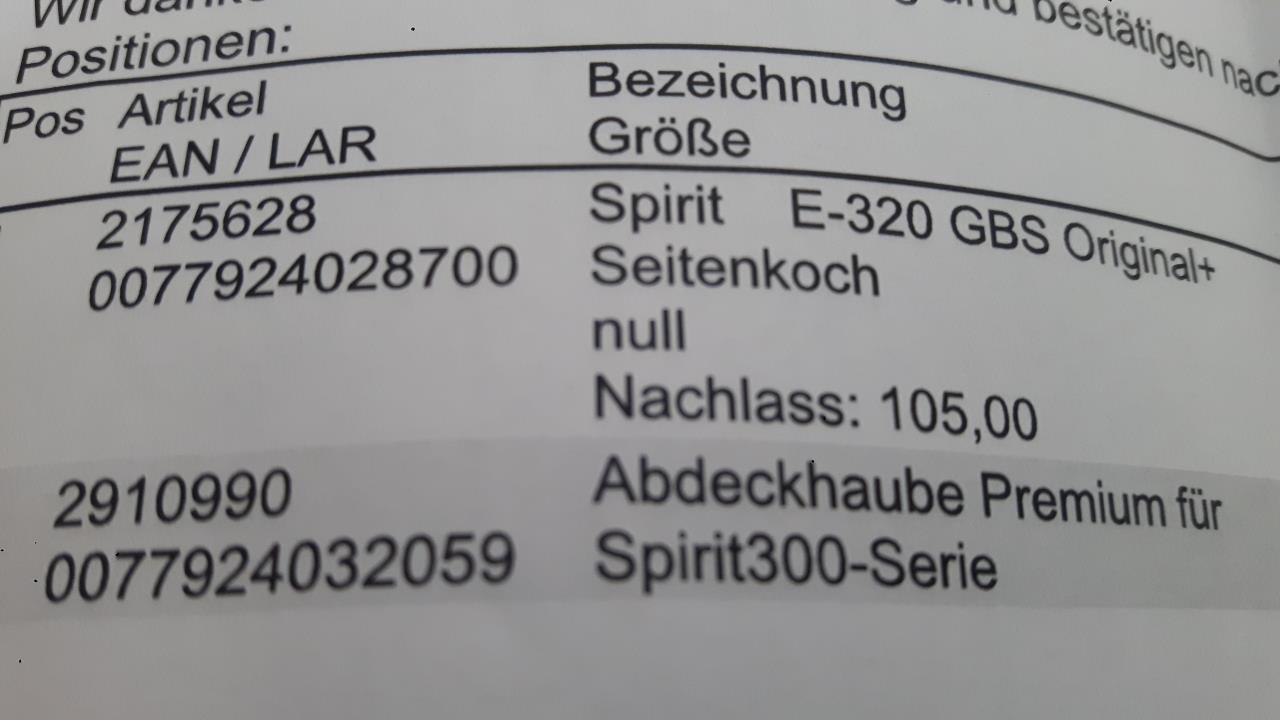 Wir
bestätigen
Positionen:
Pos Artikel Bezeichnung
EAN / LAR Größe
2175628 Spirit E-320 GBS Original+
0077924028700 Seitenkoch
null
Nachlass: 105,00
2910990 Abdeckhaube Premium für
0077924032059 Spirit300-Serie